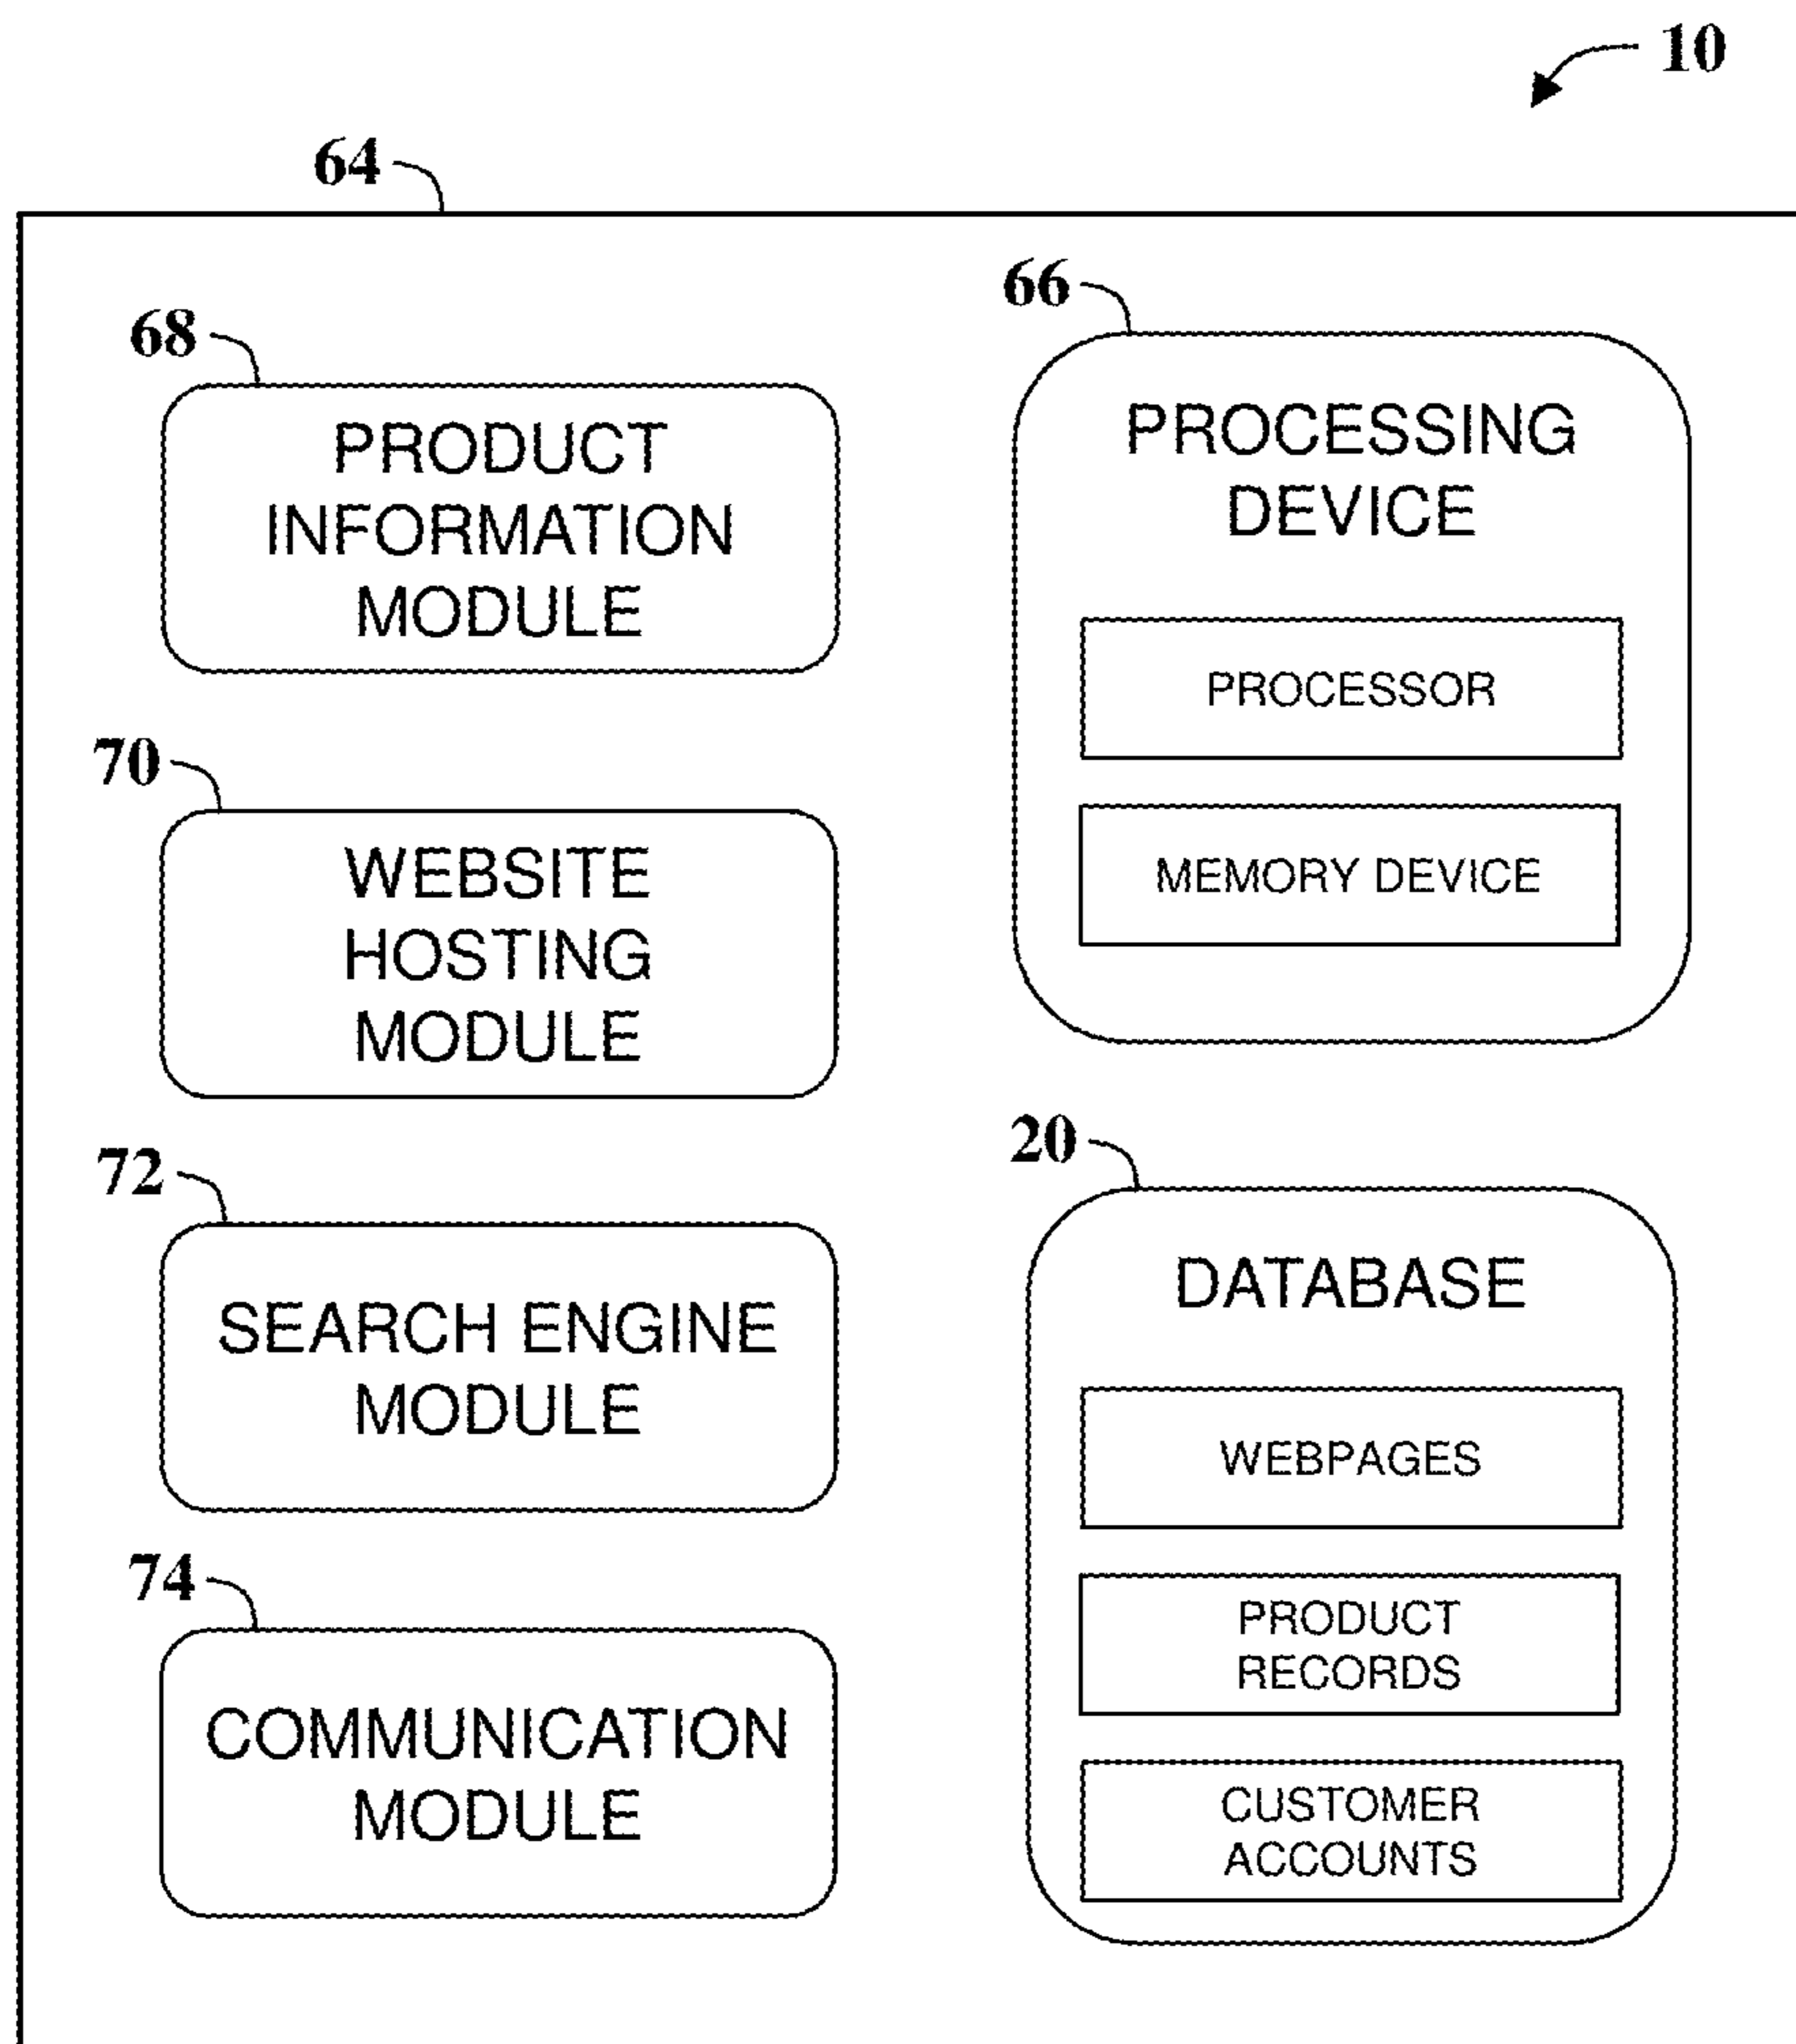 10
64
68
PRODUCT
INFORMATION
MODULE
70
WEBSITE
HOSTING
MODULE
72
SEARCH ENGINE
MODULE
74
COMMUNICATION
MODULE
66
PROCESSING
DEVICE
PROCESSOR
MEMORY DEVICE
20
DATABASE
WEBPAGES
PRODUCT
RECORDS
CUSTOMER
ACCOUNTS